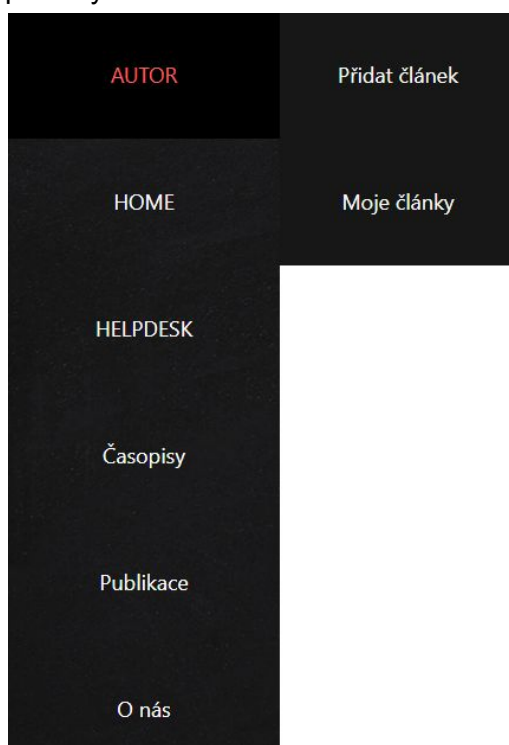 AUTOR
Přidat článek
HOME
Moje články
HELPDESK
Časopisy
Publikace
O nás